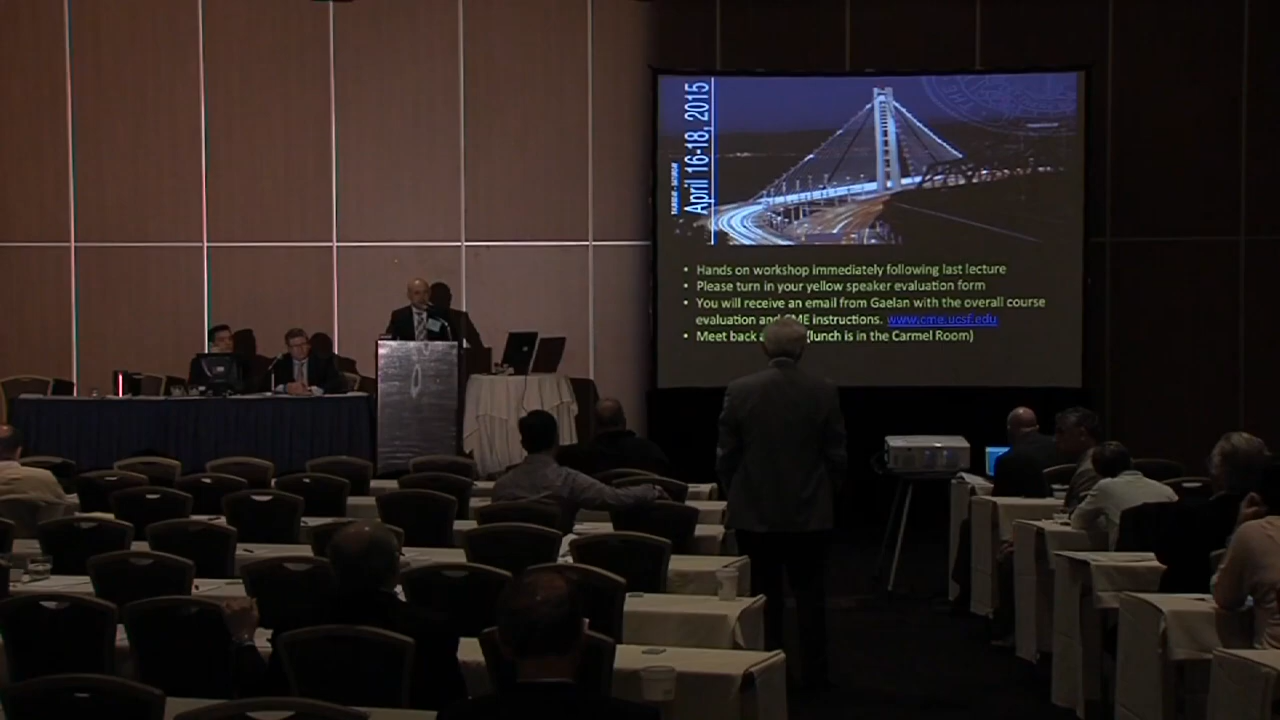 THURSDAY - SATURDAY
April 16-18, 2015
• Hands on workshop immediately following last lecture
• Please turn in your yellow speaker evaluation form
• You will receive an email from Gaelan with the overall course
evaluation and CME instructions. www.cme.ucsf.edu
• Meet back (lunch is in the Carmel Room)